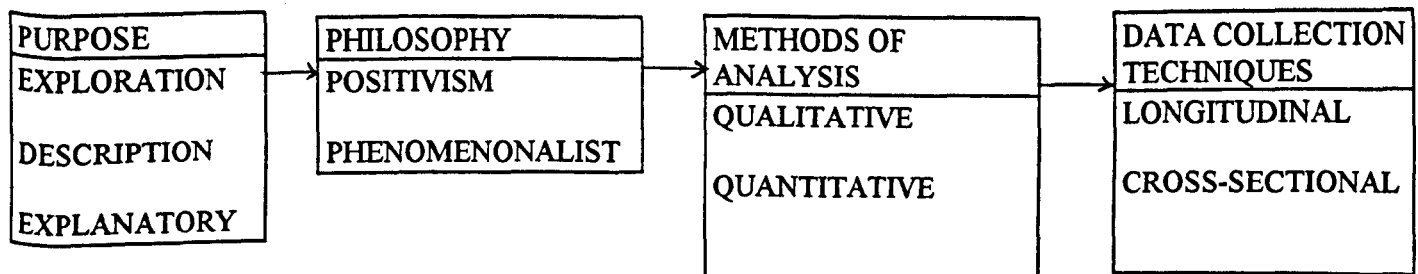 PURPOSE
EXPLORATION
DESCRIPTION
EXPLANATORY
PHILOSOPHY
POSITIVISM
PHENOMENONALIST
METHODS OF
ANALYSIS
QUALITATIVE
QUANTITATIVE
DATA COLLECTION
TECHNIQUES
LONGITUDINAL
CROSS-SECTIONAL